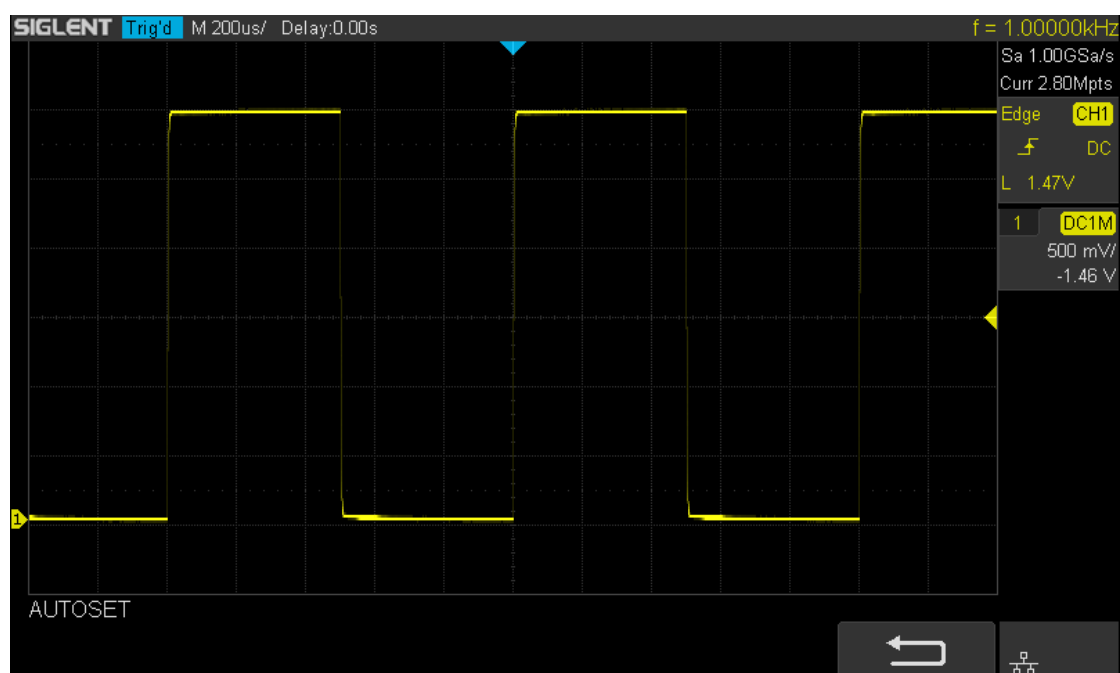 SIGLENT Trig'd M 200us/ Delay:0.00s f = 1.00000kHz
Sa 1.00GSa/s
Curr 2.80Mpts
Edge CH1
DC
L 1.47V
1 DC1M
500 mV/
-1.46 V
1
AUTOSET